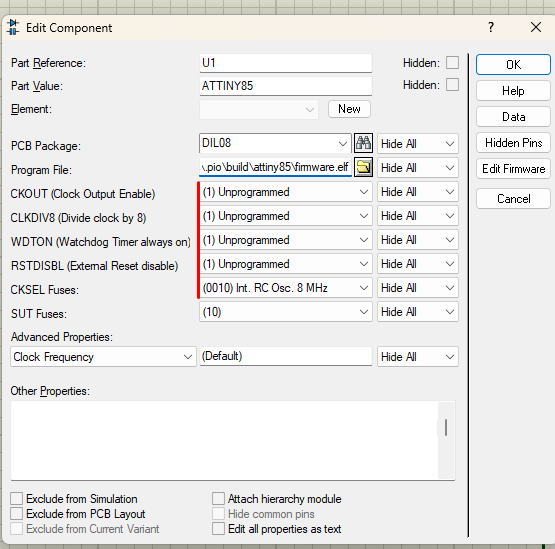 Edit Component ? ×
Part Reference: U1 Hidden: OK
Part Value: ATTINY85 Hidden: Help
Element: New Data
PCB Package: DIL08 Hide All Hidden Pins
Program File: \.pio\build\attiny85\firmware.elf Hide All Edit Firmware
CKOUT (Clock Output Enable) (1) Unprogrammed Hide All Cancel
CLKDIV8 (Divide clock by 8) (1) Unprogrammed Hide All
WDTON (Watchdog Timer always on) (1) Unprogrammed Hide All
RSTDISBL (External Reset disable) (1) Unprogrammed Hide All
CKSEL Fuses: (0010) Int. RC Osc. 8 MHz Hide All
SUT Fuses: (10) Hide All
Advanced Properties:
Clock Frequency (Default) Hide All
Other Properties:
Exclude from Simulation Attach hierarchy module
Exclude from PCB Layout Hide common pins
Exclude from Current Variant Edit all properties as text